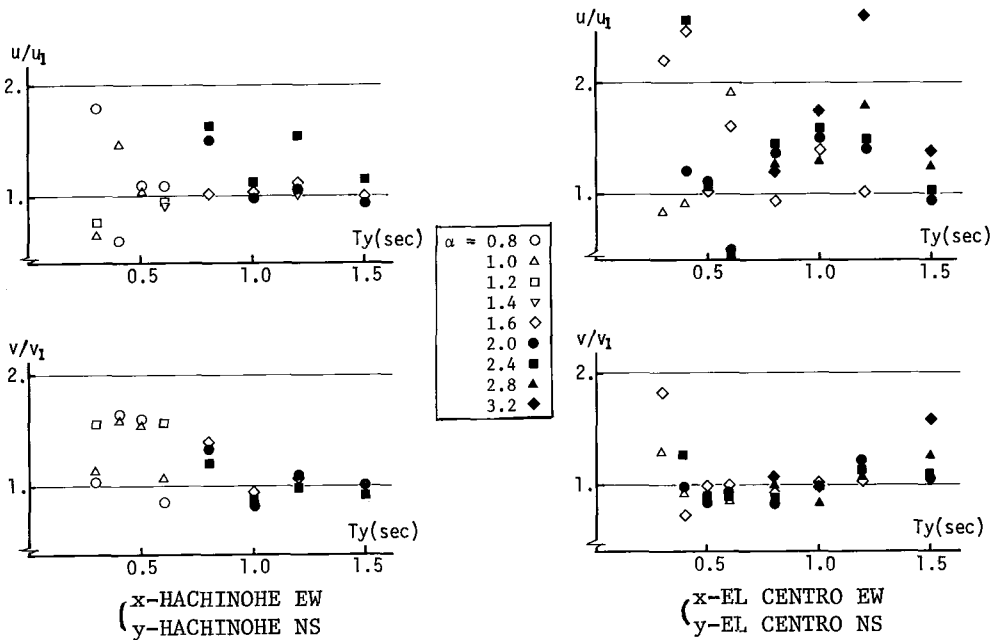 u/u1
2.
1.
Ty(sec)
0.5
1.0
1.5
v/v1
2.
1.
Ty(sec)
0.5
1.0
1.5
x-HACHINOHE EW
y-HACHINOHE NS
α = 0.8
1.0
1.2
1.4
1.6
2.0
2.4
2.8
3.2
u/u1
2.
1.
Ty(sec)
0.5
1.0
1.5
v/v1
2.
1.
Ty(sec)
0.5
1.0
1.5
x-EL CENTRO EW
y-EL CENTRO NS